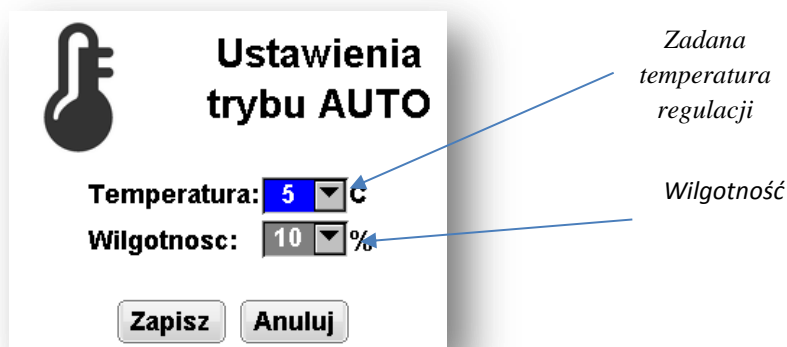 Ustawienia
trybu AUTO
Temperatura: 5 C
Wilgotnosc: 10 %
Zapisz Anuluj
Zadana
temperatura
regulacji
Wilgotność